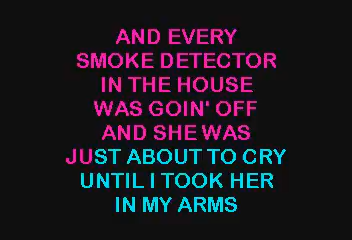 AND EVERY
SMOKE DETECTOR
IN THE HOUSE
WAS GOIN' OFF
AND SHE WAS
JUST ABOUT TO CRY
UNTIL I TOOK HER
IN MY ARMS